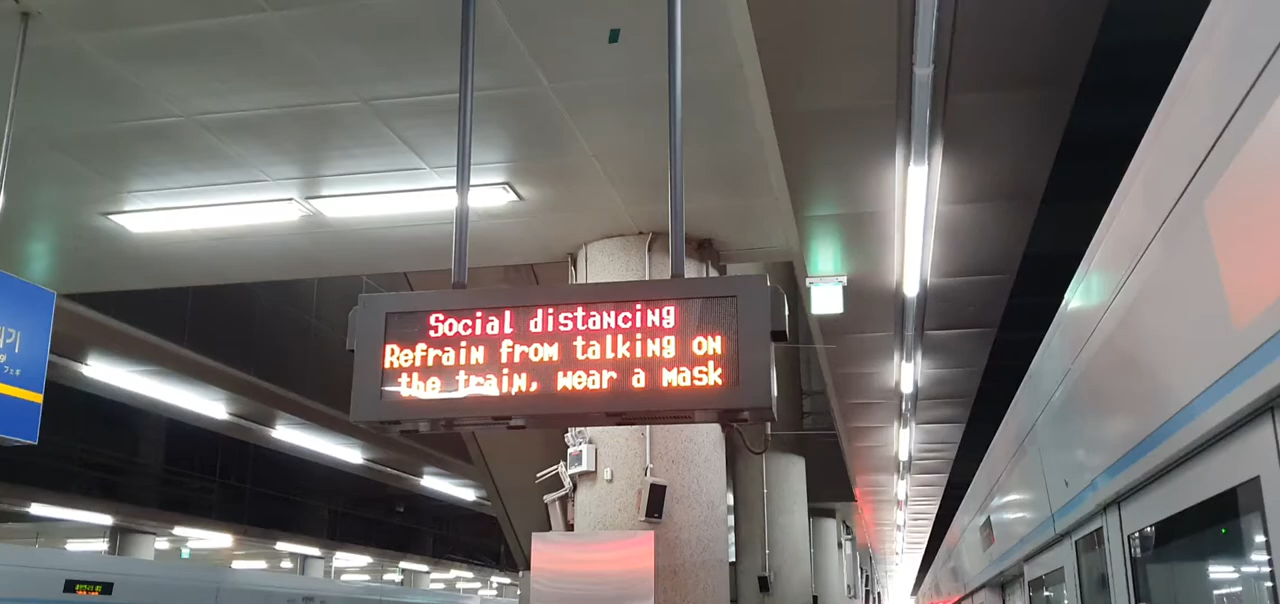 Social distancing
Refrain from talking on
the train, wear a mask